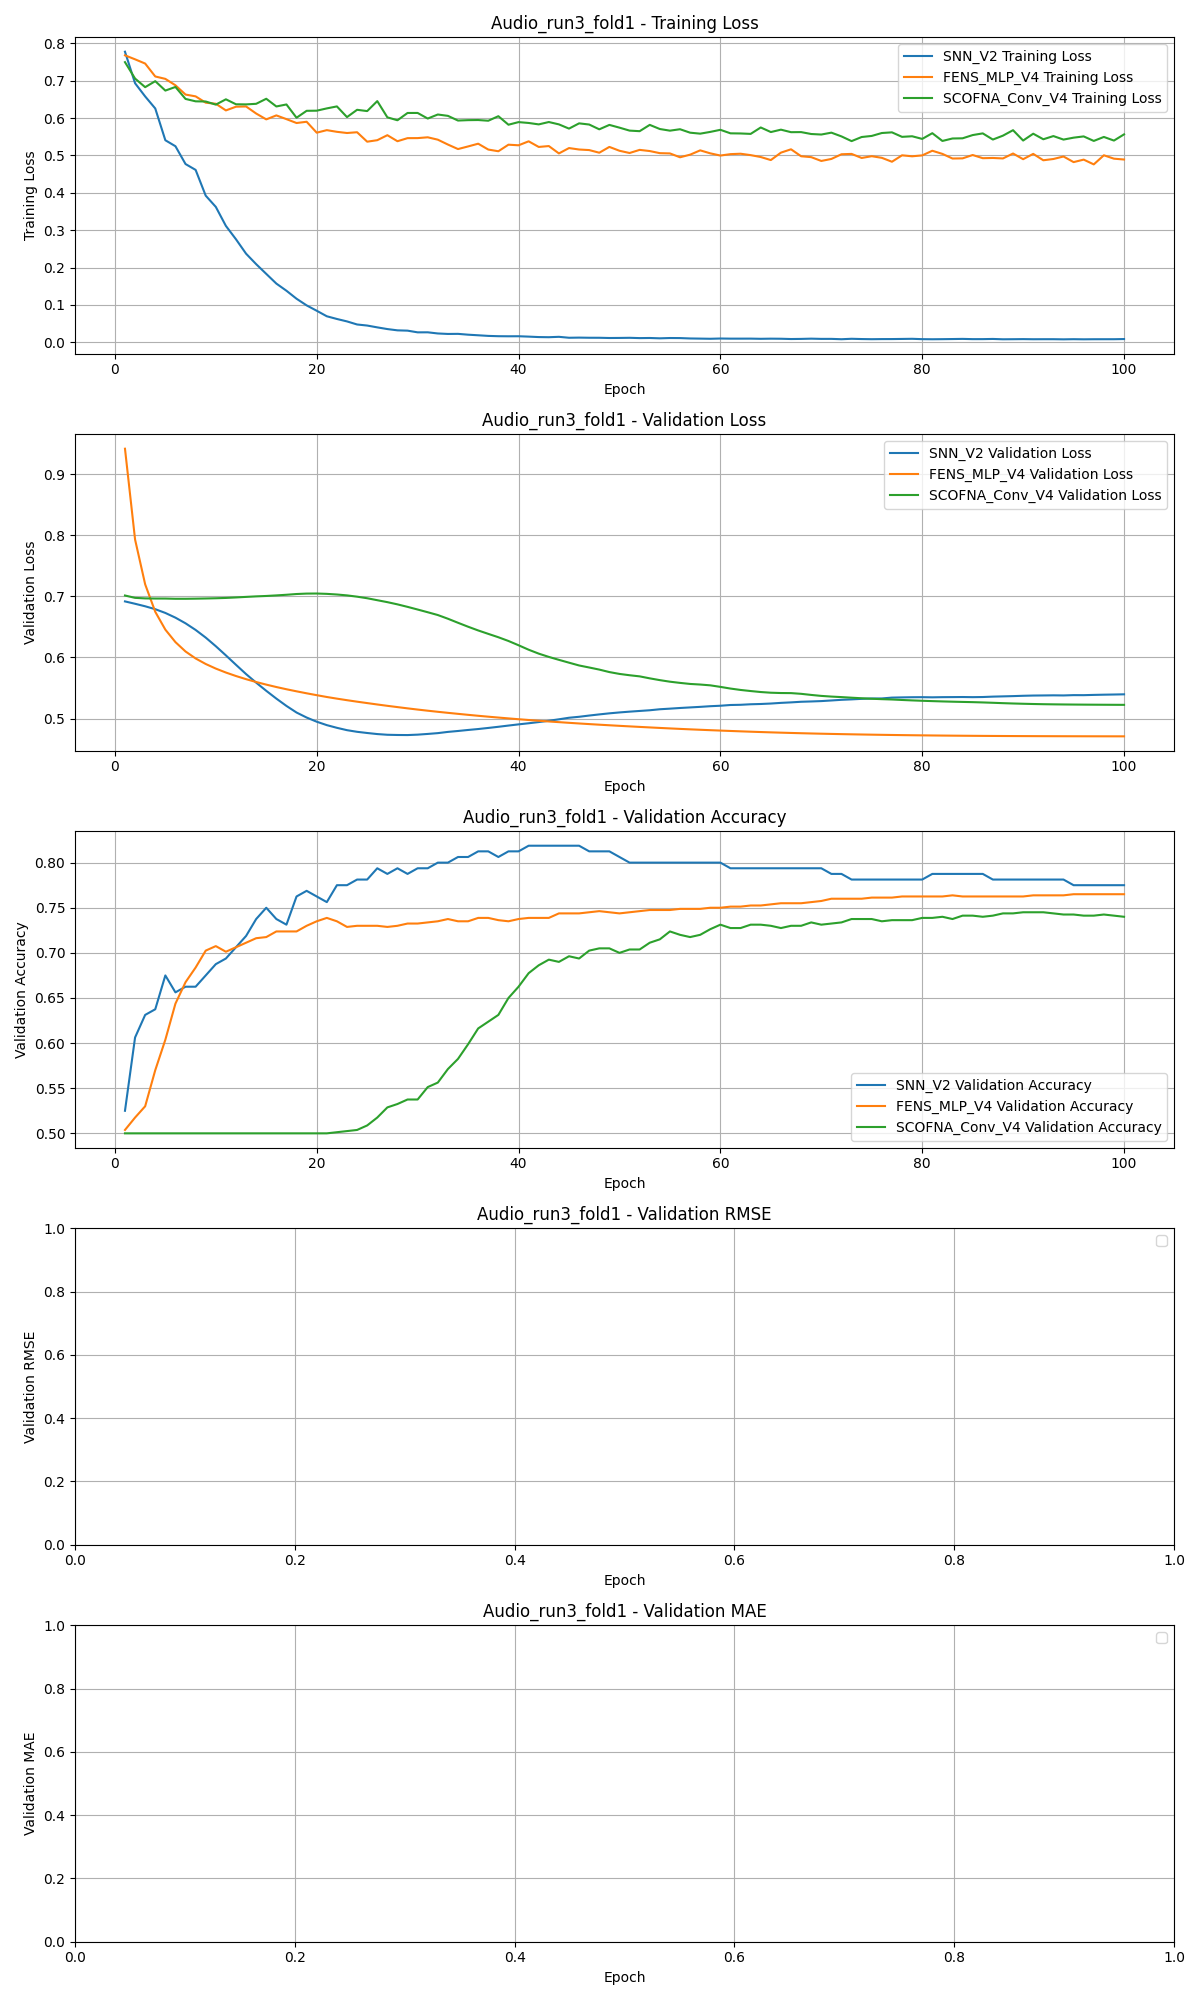 Audio_run3_fold1 - Training Loss
Training Loss
0.8
0.7
0.6
0.5
0.4
0.3
0.2
0.1
0.0
SNN_V2 Training Loss
FENS_MLP_V4 Training Loss
SCOFNA_Conv_V4 Training Loss
0 20 40 60 80 100
Epoch
Audio_run3_fold1 - Validation Loss
Validation Loss
0.9
0.8
0.7
0.6
0.5
SNN_V2 Validation Loss
FENS_MLP_V4 Validation Loss
SCOFNA_Conv_V4 Validation Loss
0 20 40 60 80 100
Epoch
Audio_run3_fold1 - Validation Accuracy
Validation Accuracy
0.80
0.75
0.70
0.65
0.60
0.55
0.50
SNN_V2 Validation Accuracy
FENS_MLP_V4 Validation Accuracy
SCOFNA_Conv_V4 Validation Accuracy
0 20 40 60 80 100
Epoch
Audio_run3_fold1 - Validation RMSE
Validation RMSE
1.0
0.8
0.6
0.4
0.2
0.0
0.0 0.2 0.4 0.6 0.8 1.0
Epoch
Audio_run3_fold1 - Validation MAE
Validation MAE
1.0
0.8
0.6
0.4
0.2
0.0
0.0 0.2 0.4 0.6 0.8 1.0
Epoch